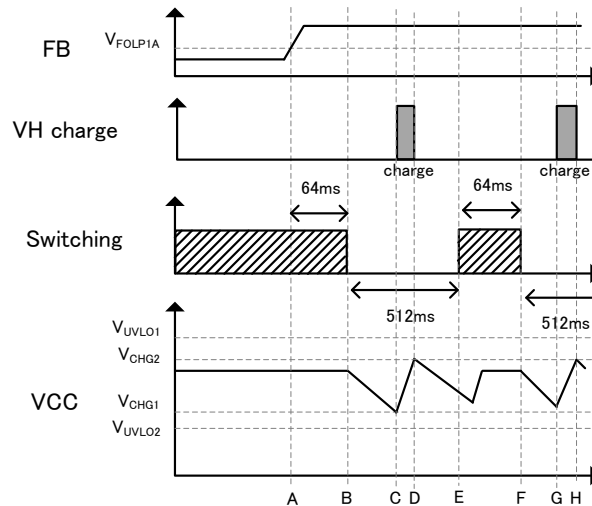 FB
VFOLP1A
VH charge
charge
charge
64ms
64ms
Switching
512ms
512ms
VUVLO1
VCHG2
VCC
VCHG1
VUVLO2
A B C D E F G H